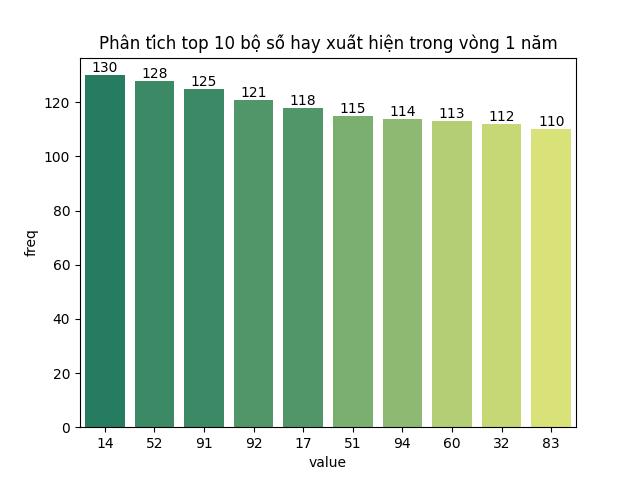 Phân tích top 10 bộ số hay xuất hiện trong vòng 1 năm
130 128 125 121 118 115 114 113 112 110
120
100
80
60
40
20
0
freq
14 52 91 92 17 51 94 60 32 83
value